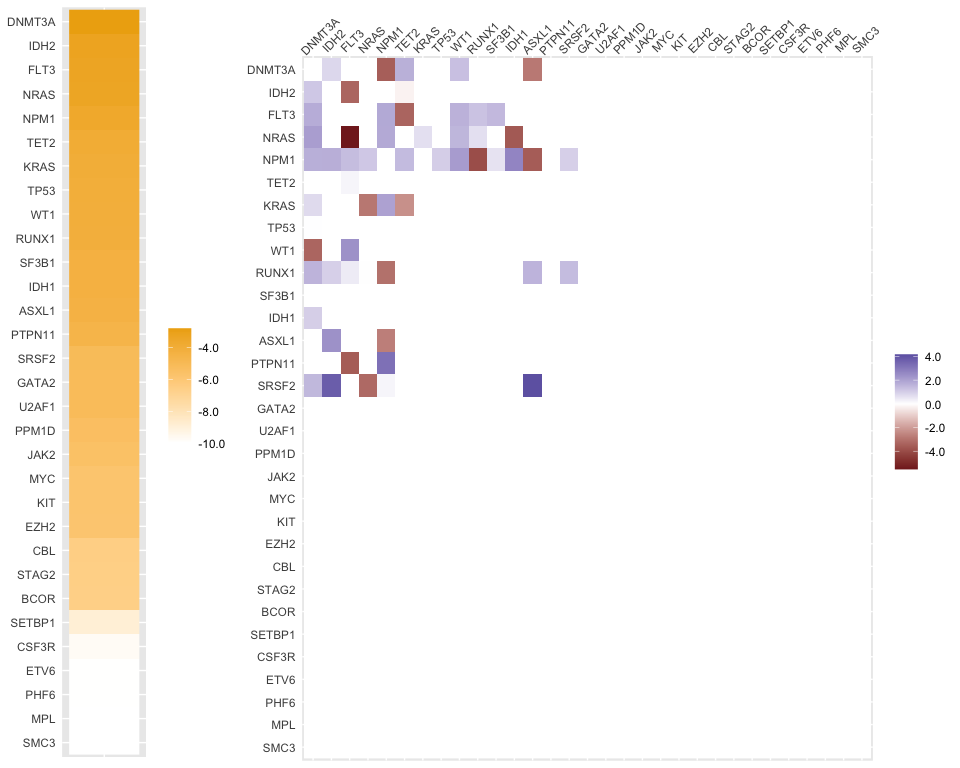 DNMT3A
IDH2
FLT3
NRAS
NPM1
TET2
KRAS
TP53
WT1
RUNX1
SF3B1
IDH1
ASXL1
PTPN11
SRSF2
GATA2
U2AF1
PPM1D
JAK2
MYC
KIT
EZH2
CBL
STAG2
BCOR
SETBP1
CSF3R
ETV6
PHF6
MPL
SMC3
-4.0
-6.0
-8.0
-10.0
DNMT3A
IDH2
FLT3
NRAS
NPM1
TET2
KRAS
TP53
WT1
RUNX1
SF3B1
IDH1
ASXL1
PTPN11
SRSF2
GATA2
U2AF1
PPM1D
JAK2
MYC
KIT
EZH2
CBL
STAG2
BCOR
SETBP1
CSF3R
ETV6
PHF6
MPL
SMC3
DNMT3A
IDH2
FLT3
NRAS
NPM1
TET2
KRAS
TP53
WT1
RUNX1
SF3B1
IDH1
ASXL1
PTPN11
SRSF2
GATA2
U2AF1
PPM1D
JAK2
MYC
KIT
EZH2
CBL
STAG2
BCOR
SETBP1
CSF3R
ETV6
PHF6
MPL
SMC3
4.0
2.0
0.0
-2.0
-4.0